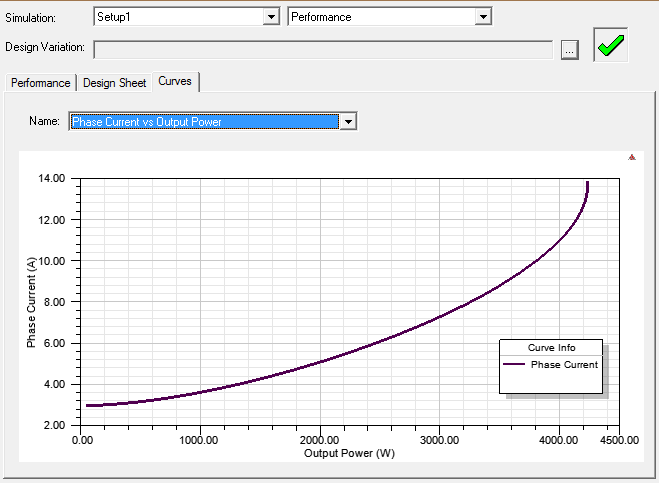 Simulation: Setup1 Performance
Design Variation: ...
Performance Design Sheet Curves
Name: Phase Current vs Output Power
14.00
12.00
10.00
8.00
6.00
4.00
2.00
Phase Current (A)
Curve Info
Phase Current
0.00 1000.00 2000.00 3000.00 4000.00 4500.00
Output Power (W)